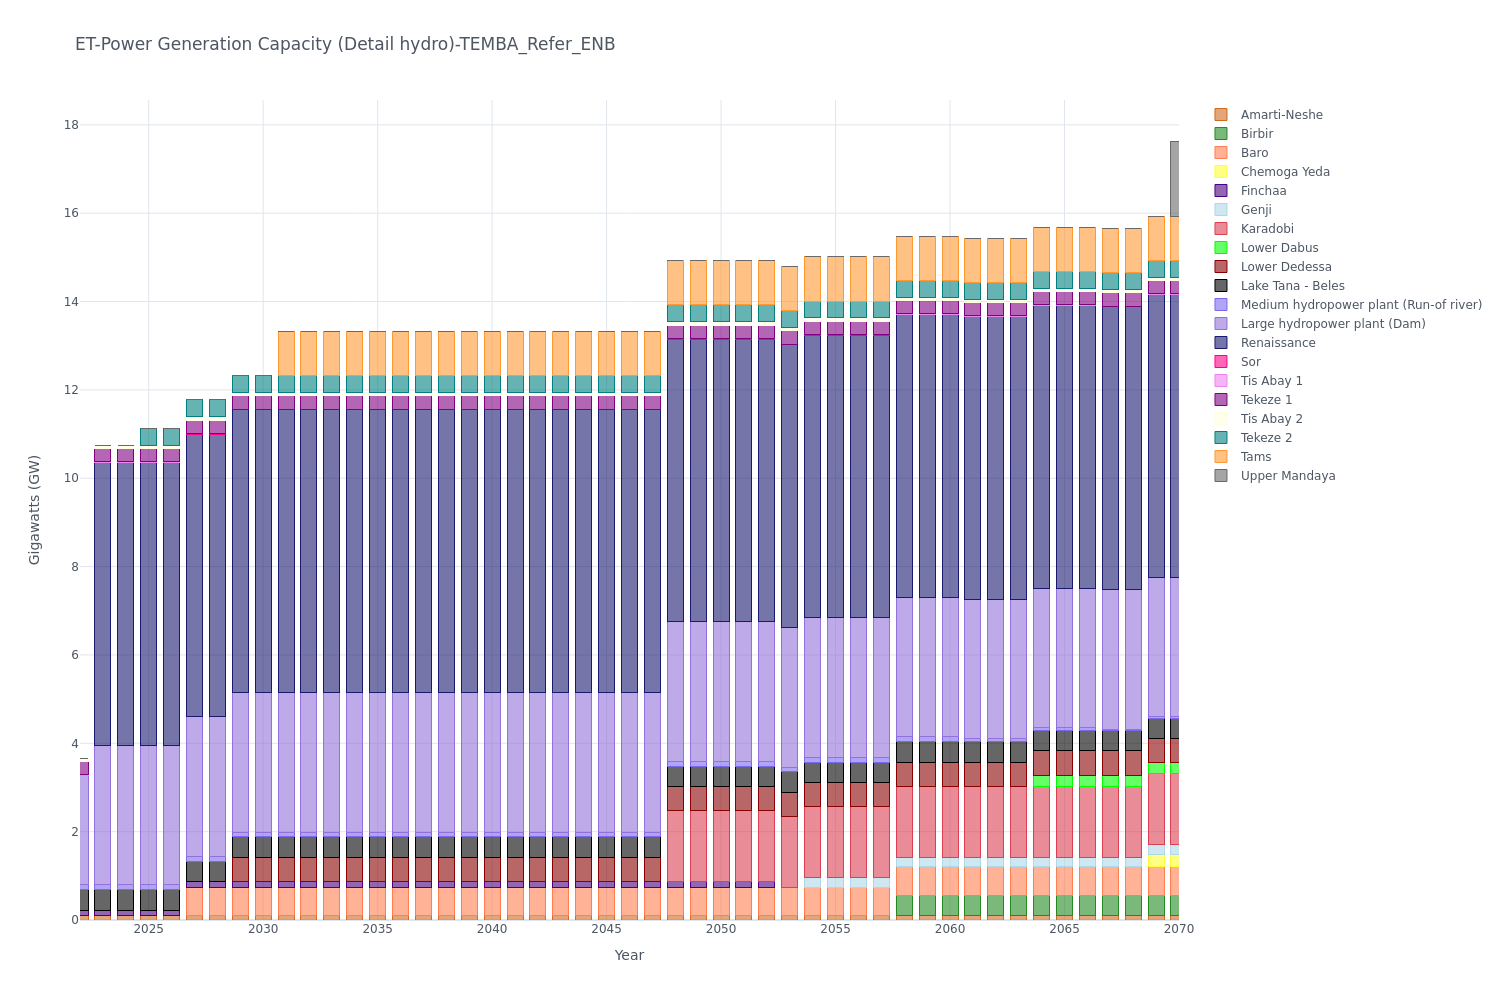 ET-Power Generation Capacity (Detail hydro)-TEMBA_Refer_ENB
18
16
14
12
10
8
6
4
2
0
Gigawatts (GW)
2025
2030
2035
2040
2045
2050
2055
2060
2065
2070
Year
Amarti-Neshe
Birbir
Baro
Chemoga Yeda
Finchaa
Genji
Karadobi
Lower Dabus
Lower Dedessa
Lake Tana - Beles
Medium hydropower plant (Run-of river)
Large hydropower plant (Dam)
Renaissance
Sor
Tis Abay 1
Tekeze 1
Tis Abay 2
Tekeze 2
Tams
Upper Mandaya